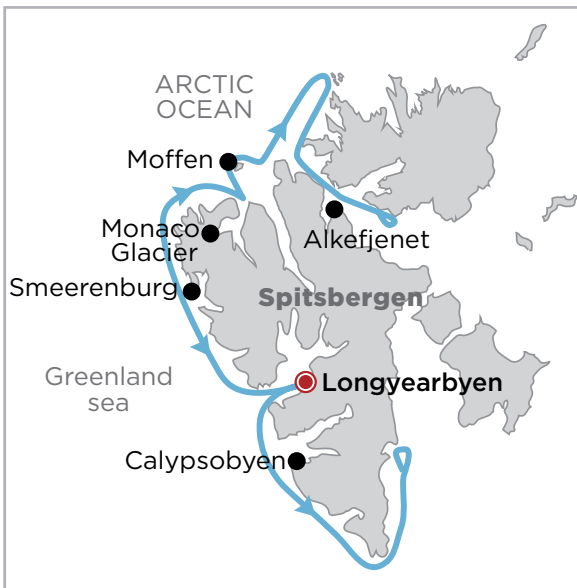 ARCTIC
OCEAN
Moffen
Monaco
Glacier
Alkefjenet
Smeerenburg
Spitsbergen
Greenland
sea
Longyearbyen
Calypsobyen